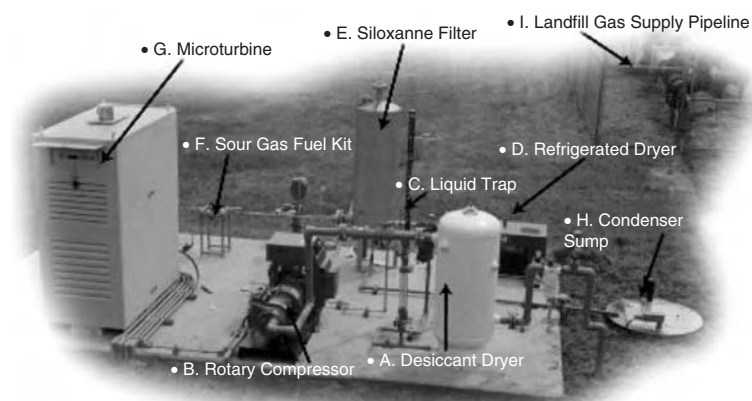 • I. Landfill Gas Supply Pipeline
• E. Siloxanne Filter
• G. Microturbine
• F. Sour Gas Fuel Kit
• D. Refrigerated Dryer
• C. Liquid Trap
• H. Condenser
Sump
• A. Desiccant Dryer
• B. Rotary Compressor